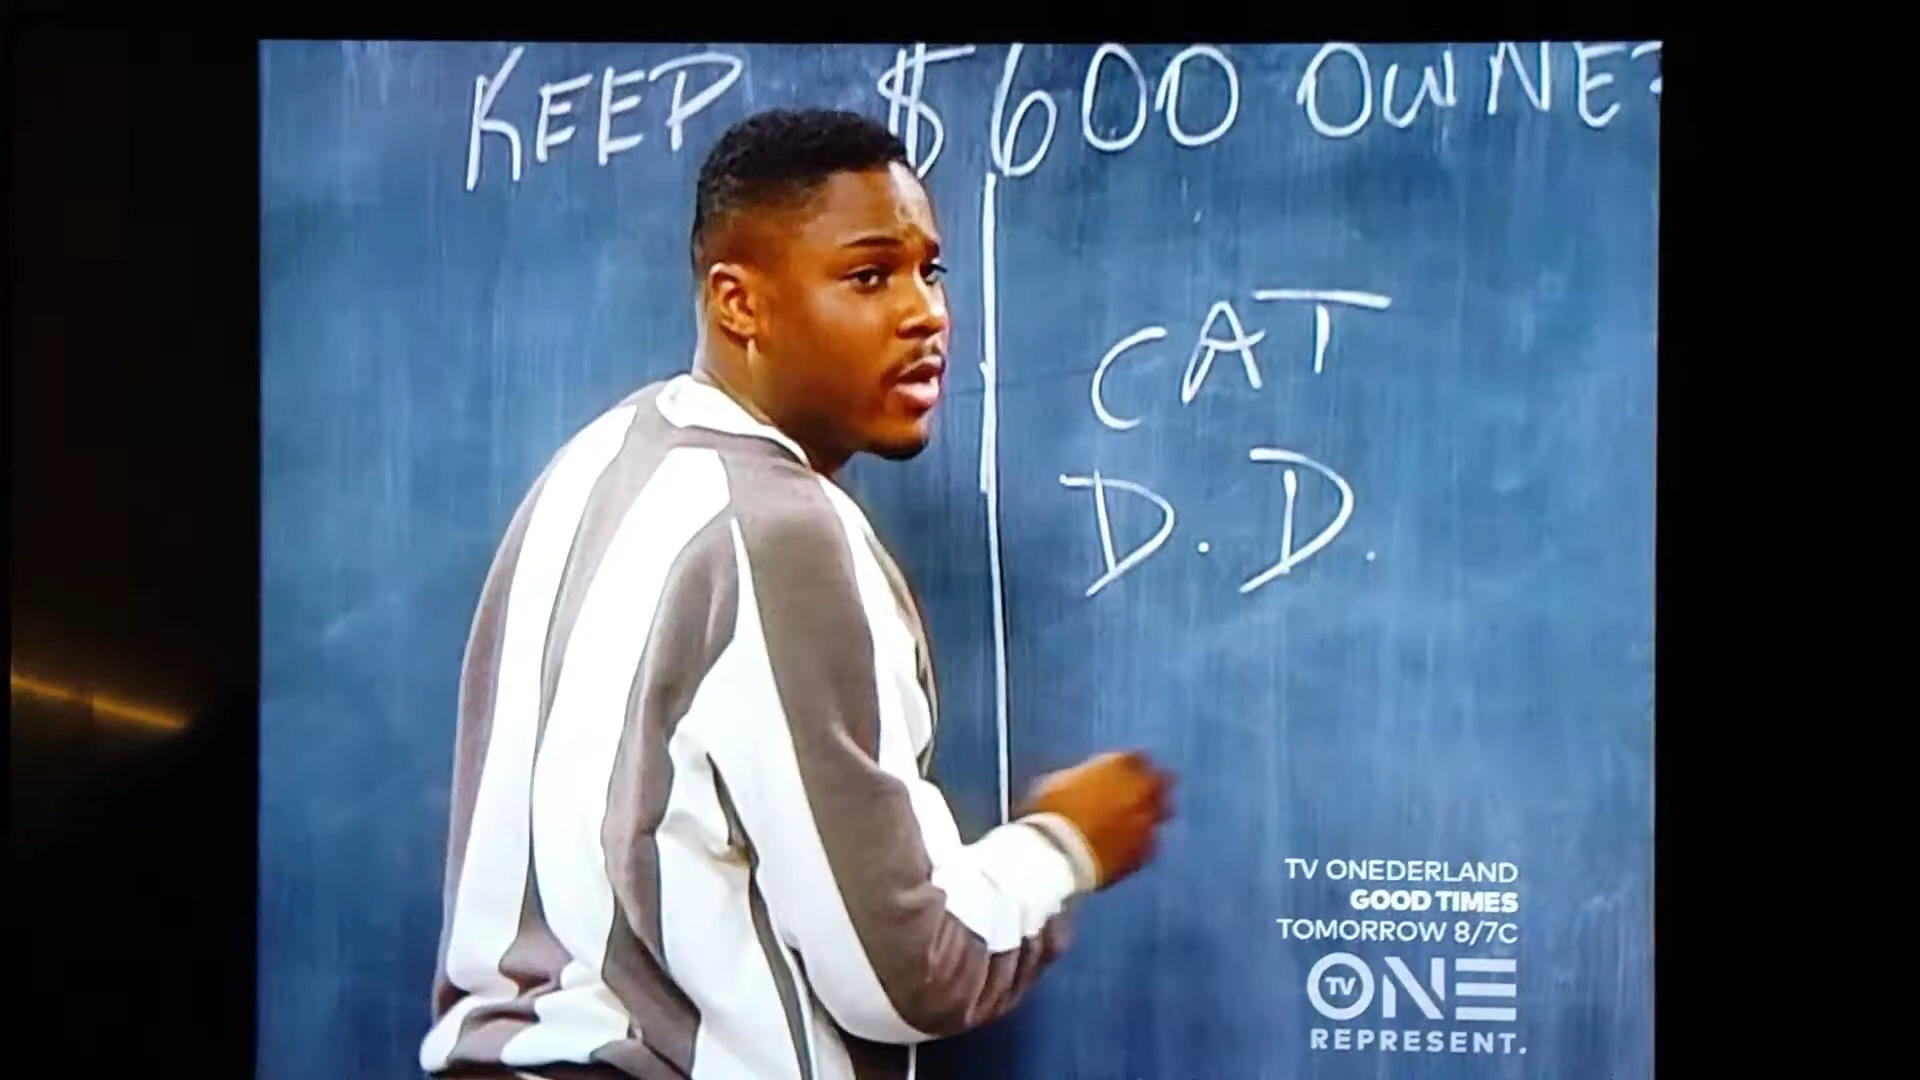 KEEP $600 OWNE
CAT
D.D.
TV ONEDERLAND
GOOD TIMES
TOMORROW 8/7C
TV ONE
REPRESENT.